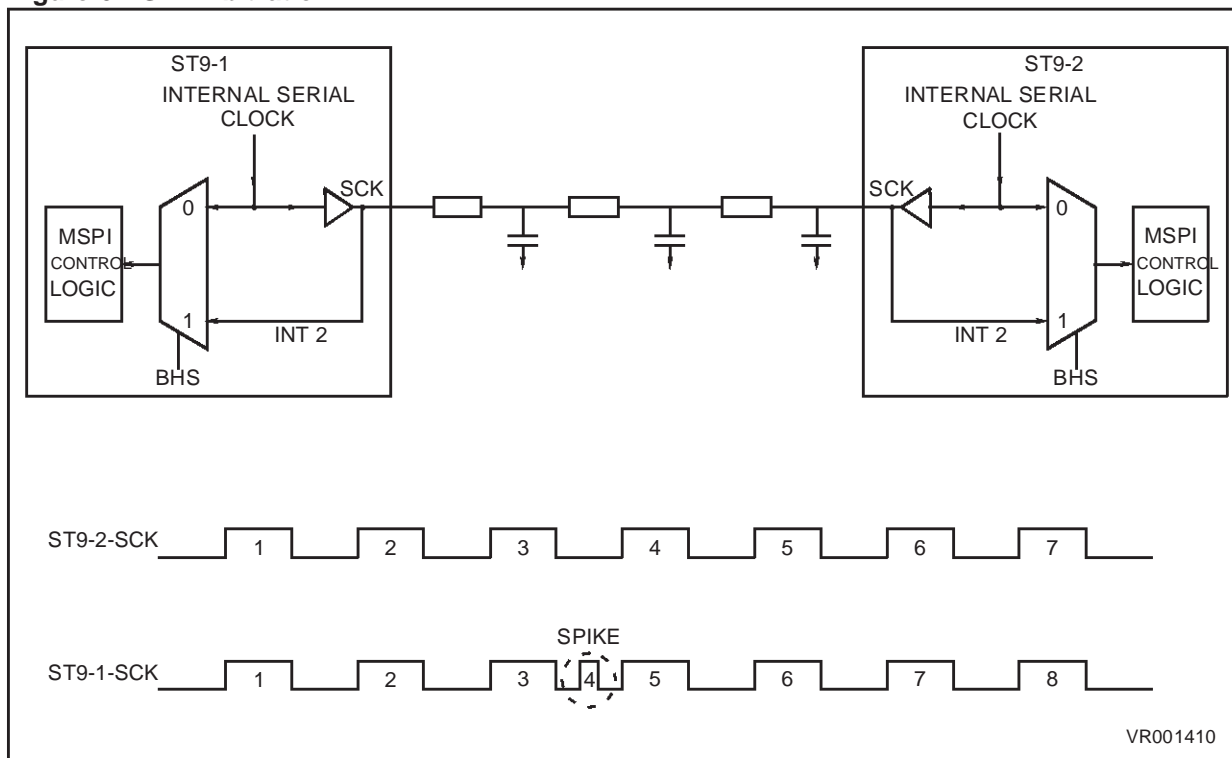 ST9-1
INTERNAL SERIAL
CLOCK
SCK
0
MSPI
CONTROL
LOGIC
1
INT 2
BHS
ST9-2
INTERNAL SERIAL
CLOCK
SCK
0
MSPI
CONTROL
LOGIC
1
INT 2
BHS
ST9-2-SCK 1 2 3 4 5 6 7
SPIKE
ST9-1-SCK 1 2 3 4 5 6 7 8
VR001410